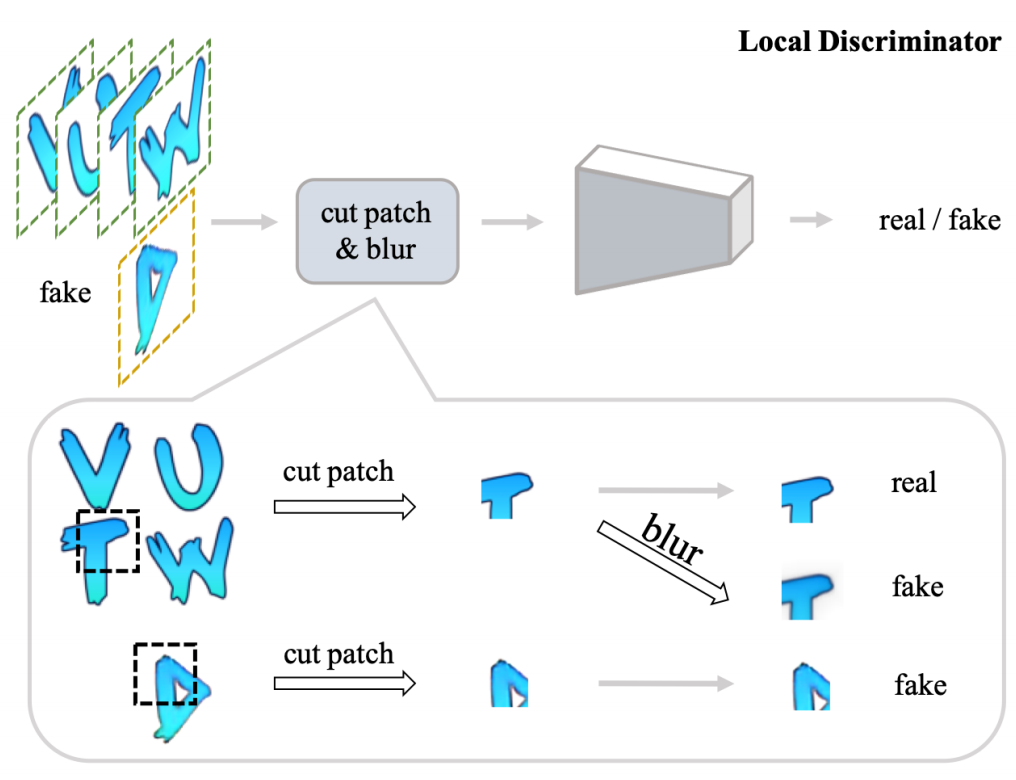 Local Discriminator
V U T W
cut patch
& blur
real / fake
fake
V U
cut patch
T
T
real
T W
blur
T
fake
cut patch
fake